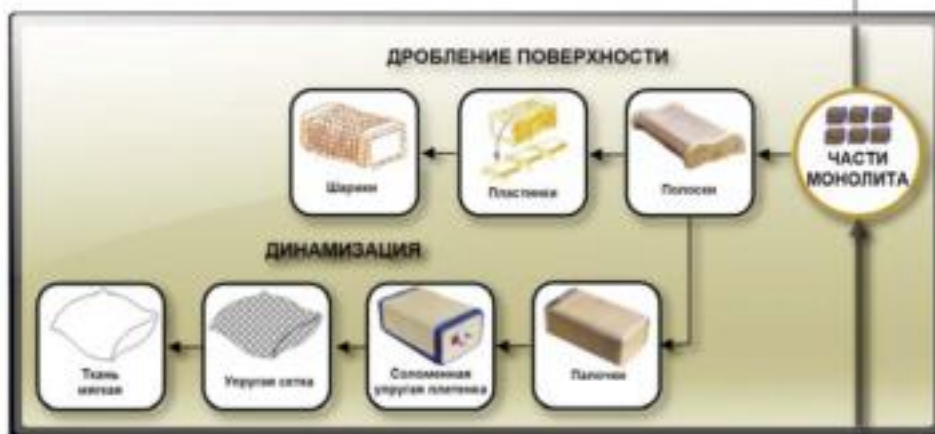 ДРОБЛЕНИЕ ПОВЕРХНОСТИ
Шарики
Пластинки
Полоски
ЧАСТИ
МОНОЛИТА
ДИНАМИЗАЦИЯ
Ткань
мягкая
Упругая сетка
Соломенная
упругая плетенка
Палочки